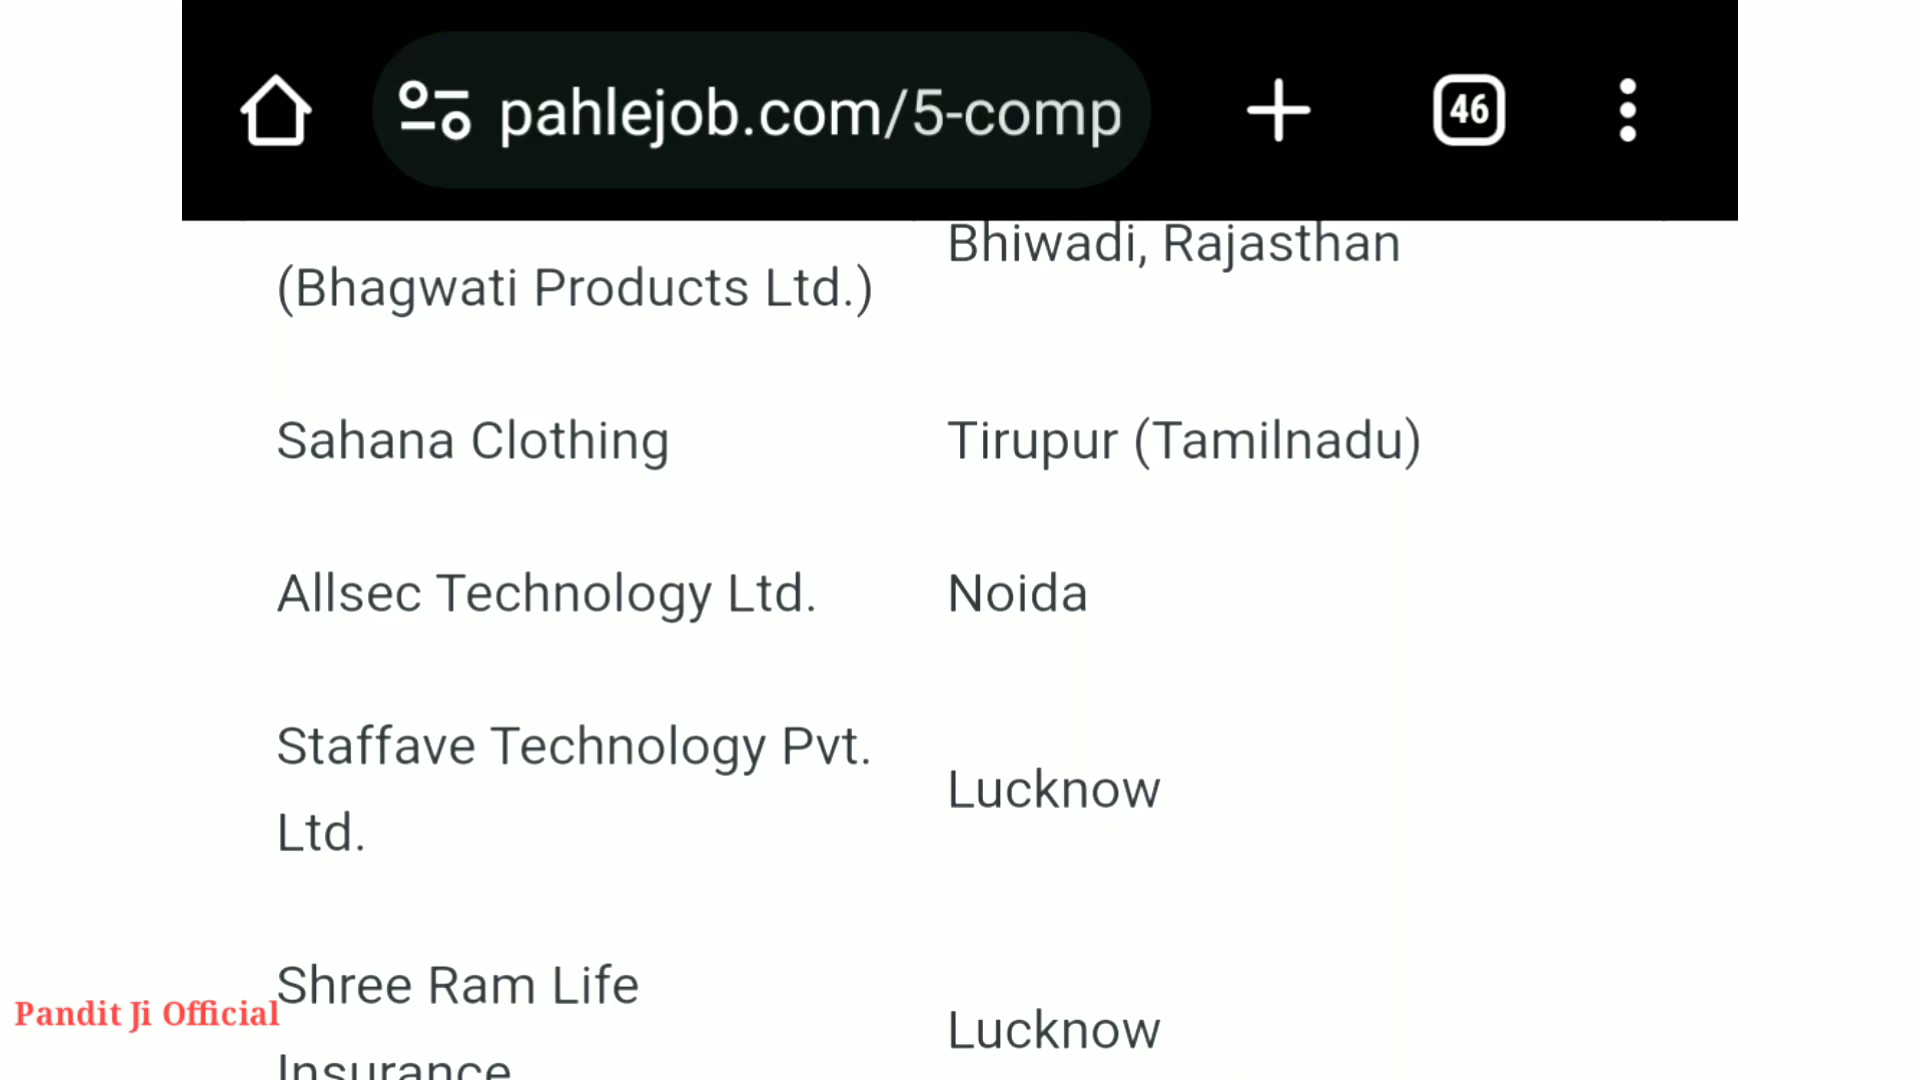 pahlejob.com/5-comp
46
Bhiwadi, Rajasthan
(Bhagwati Products Ltd.)
Sahana Clothing
Tirupur (Tamilnadu)
Allsec Technology Ltd.
Noida
Staffave Technology Pvt.
Ltd.
Lucknow
Shree Ram Life
Insurance
Lucknow
Pandit Ji Official